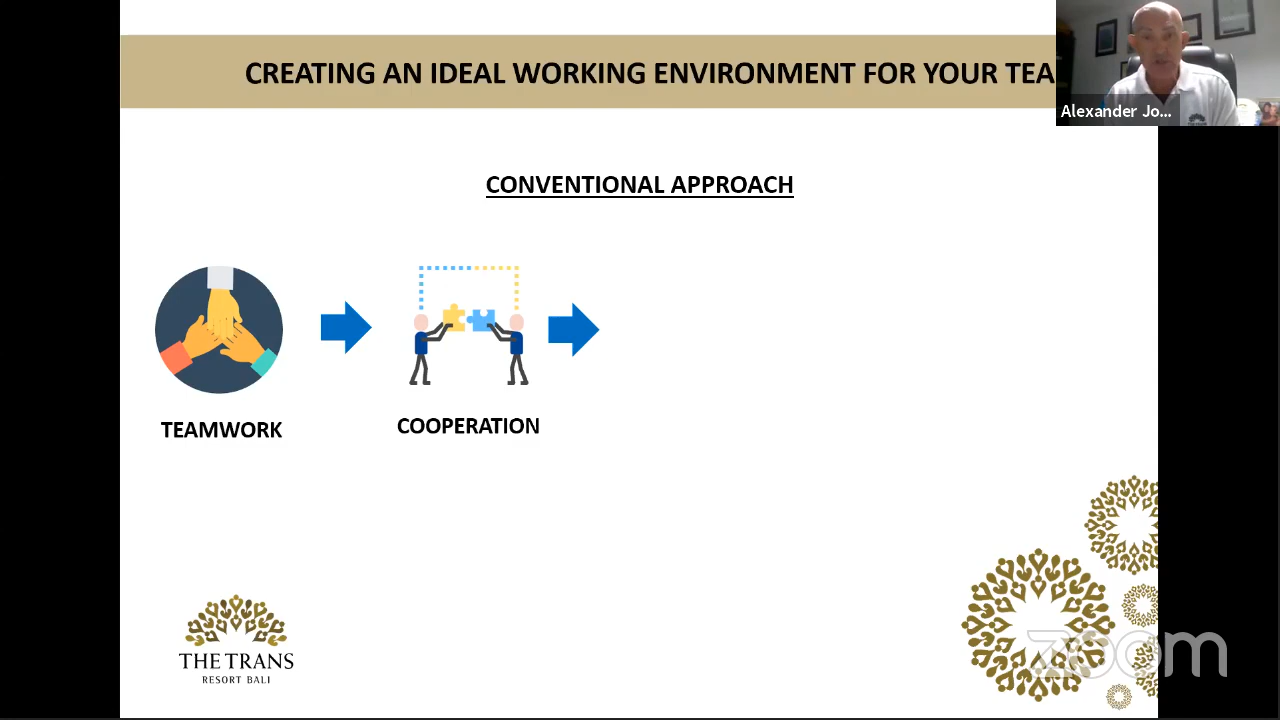 CREATING AN IDEAL WORKING ENVIRONMENT FOR YOUR TEA
Alexander Jo...
CONVENTIONAL APPROACH
TEAMWORK
COOPERATION
THE TRANS
RESORT BALI
zoom